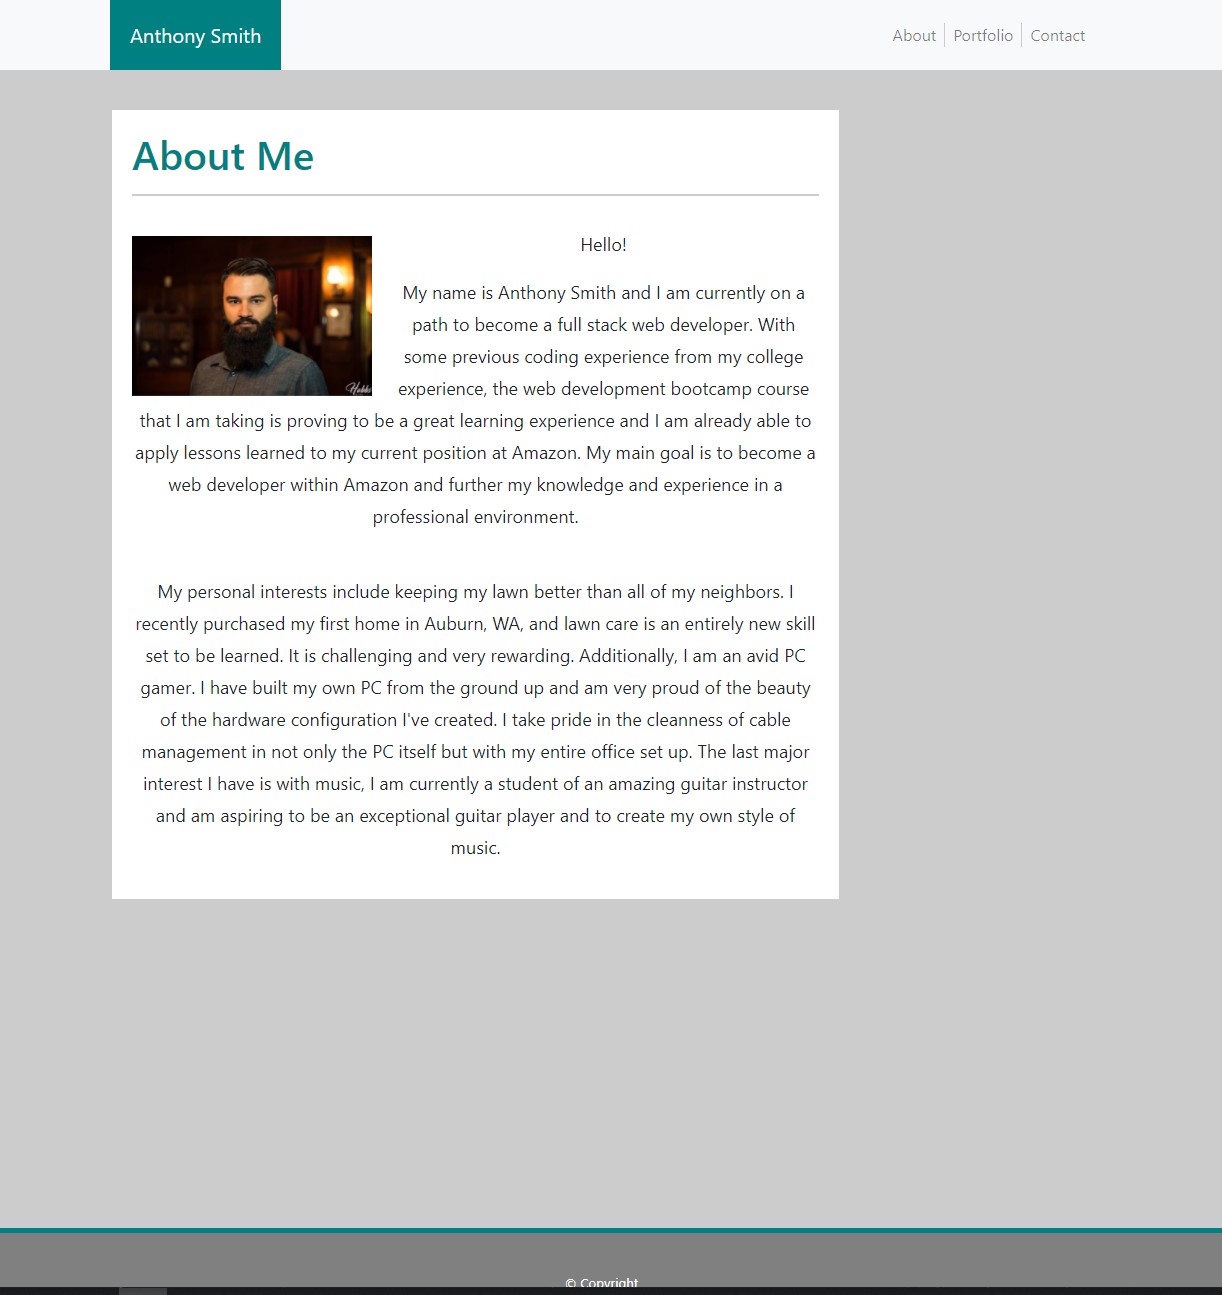 Anthony Smith
About
Portfolio
Contact
About Me
Hello!
My name is Anthony Smith and I am currently on a
path to become a full stack web developer. With
some previous coding experience from my college
experience, the web development bootcamp course
that I am taking is proving to be a great learning experience and I am already able to
apply lessons learned to my current position at Amazon. My main goal is to become a
web developer within Amazon and further my knowledge and experience in a
professional environment.
My personal interests include keeping my lawn better than all of my neighbors. I
recently purchased my first home in Auburn, WA, and lawn care is an entirely new skill
set to be learned. It is challenging and very rewarding. Additionally, I am an avid PC
gamer. I have built my own PC from the ground up and am very proud of the beauty
of the hardware configuration I've created. I take pride in the cleanness of cable
management in not only the PC itself but with my entire office set up. The last major
interest I have is with music, I am currently a student of an amazing guitar instructor
and am aspiring to be an exceptional guitar player and to create my own style of
music.
© Copyright